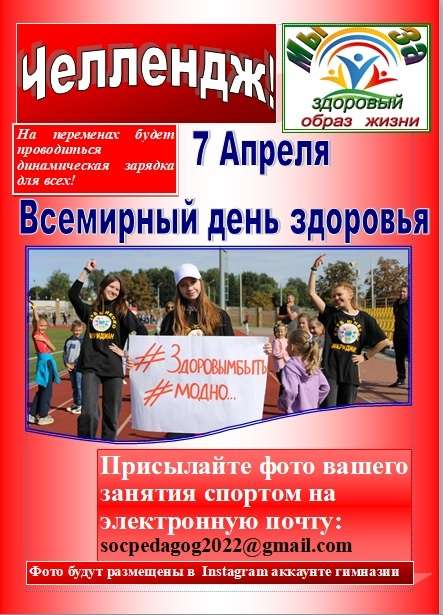 Челлендж!
Мы За
здоровый
образ жизни
На переменах будет
проводиться
динамическая зарядка
для всех!
7 Апреля
Всемирный день здоровья
#ЗдоровымБыть
#модно...
Присылайте фото вашего
занятия спортом на
электронную почту:
socpedagog2022@gmail.com
Фото будут размещены в Instagram аккаунте гимназии